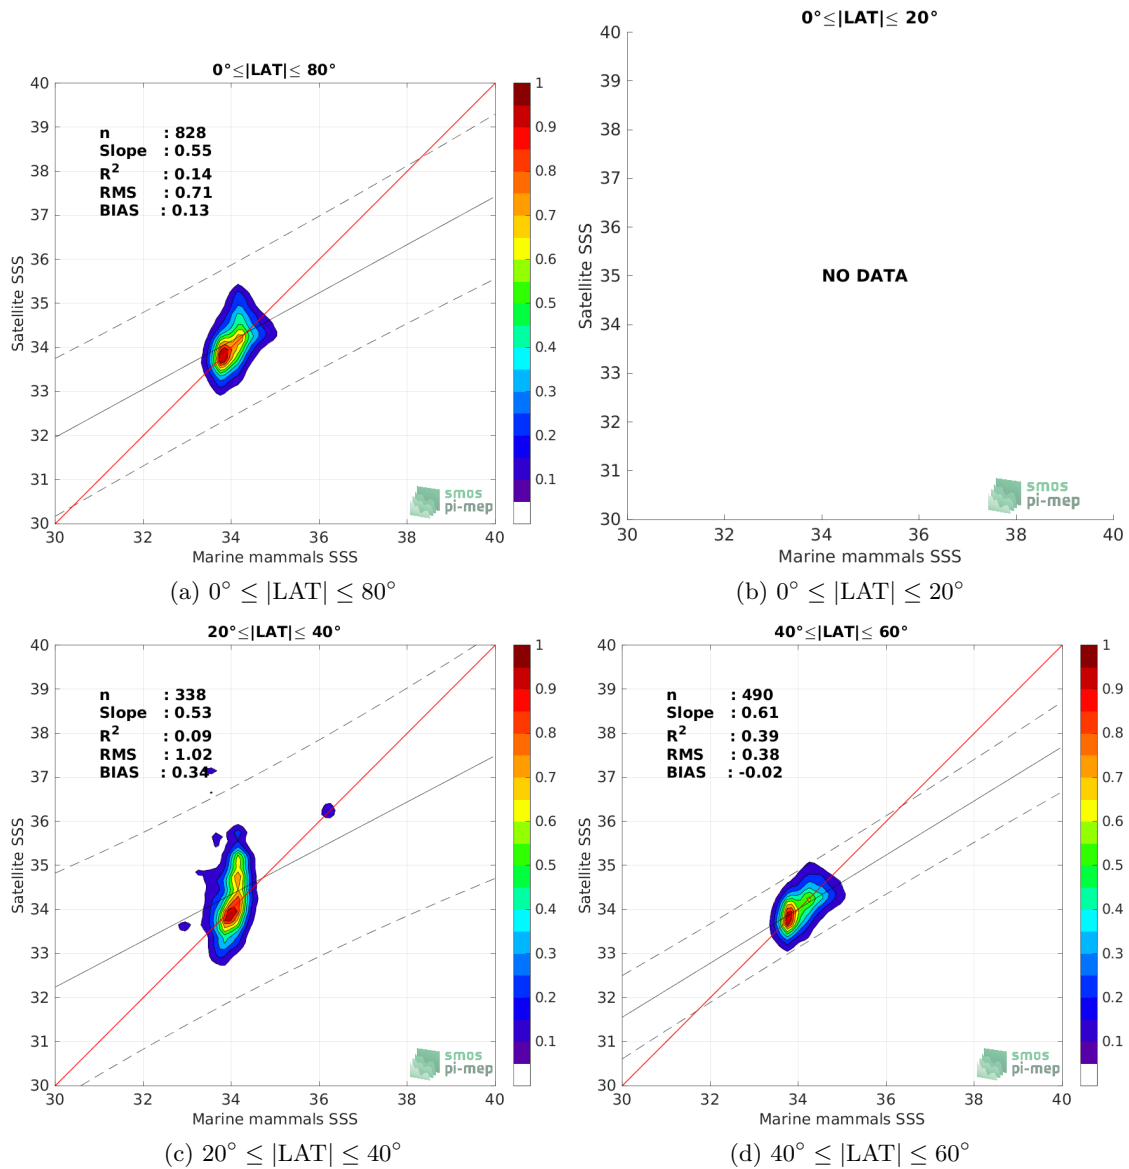 0°≤|LAT|≤ 80°
n : 828
Slope : 0.55
R² : 0.14
RMS : 0.71
BIAS : 0.13
40
39
38
37
36
35
34
33
32
31
30
Satellite SSS
30 32 34 36 38 40
Marine mammals SSS
1
0.9
0.8
0.7
0.6
0.5
0.4
0.3
0.2
0.1
smos
pi-mep
(a) 0° ≤ |LAT| ≤ 80°
0°≤|LAT|≤ 20°
40
39
38
37
36
35
34
33
32
31
30
Satellite SSS
NO DATA
30 32 34 36 38 40
Marine mammals SSS
smos
pi-mep
(b) 0° ≤ |LAT| ≤ 20°
20°≤|LAT|≤ 40°
n : 338
Slope : 0.53
R² : 0.09
RMS : 1.02
BIAS : 0.34
40
39
38
37
36
35
34
33
32
31
30
Satellite SSS
30 32 34 36 38 40
Marine mammals SSS
1
0.9
0.8
0.7
0.6
0.5
0.4
0.3
0.2
0.1
smos
pi-mep
(c) 20° ≤ |LAT| ≤ 40°
40°≤|LAT|≤ 60°
n : 490
Slope : 0.61
R² : 0.39
RMS : 0.38
BIAS : -0.02
40
39
38
37
36
35
34
33
32
31
30
Satellite SSS
30 32 34 36 38 40
Marine mammals SSS
1
0.9
0.8
0.7
0.6
0.5
0.4
0.3
0.2
0.1
smos
pi-mep
(d) 40° ≤ |LAT| ≤ 60°